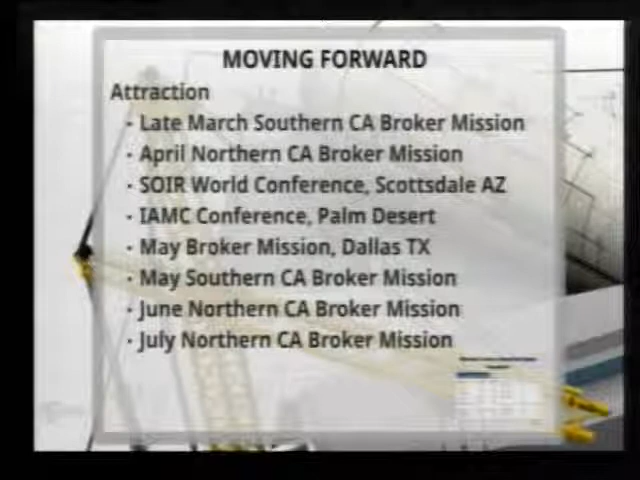 MOVING FORWARD
Attraction
- Late March Southern CA Broker Mission
- April Northern CA Broker Mission
- SOIR World Conference, Scottsdale AZ
- IAMC Conference, Palm Desert
- May Broker Mission, Dallas TX
- May Southern CA Broker Mission
- June Northern CA Broker Mission
- July Northern CA Broker Mission